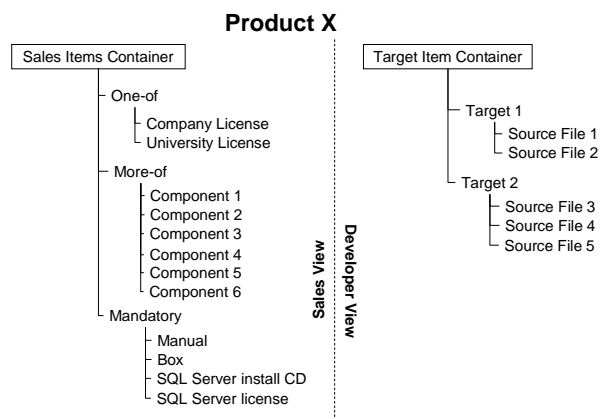 Product X
Sales Items Container
One-of
Company License
University License
More-of
Component 1
Component 2
Component 3
Component 4
Component 5
Component 6
Mandatory
Manual
Box
SQL Server install CD
SQL Server license
Sales View
Developer View
Target Item Container
Target 1
Source File 1
Source File 2
Target 2
Source File 3
Source File 4
Source File 5